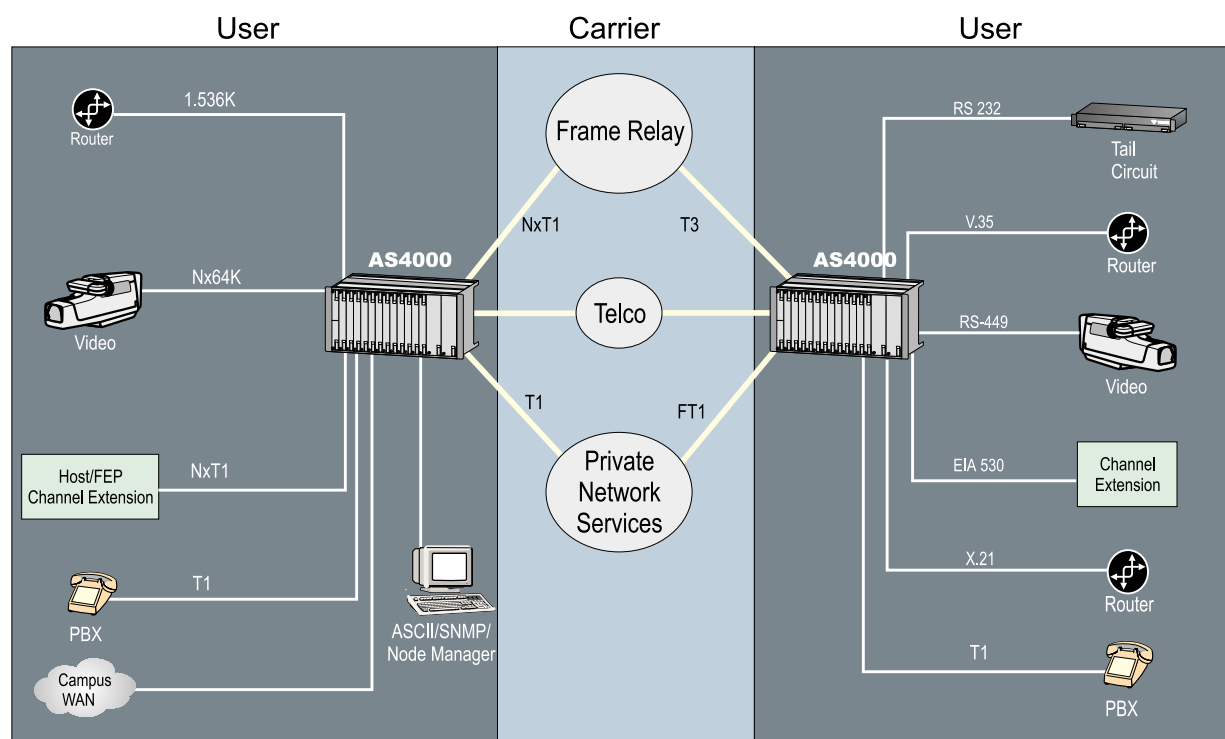 User
Carrier
User
1.536K
Router
Nx64K
Video
AS4000
Host/FEP
Channel Extension
NxT1
T1
PBX
Campus
WAN
ASCII/SNMP/
Node Manager
Frame Relay
NxT1
T3
Telco
T1
FT1
Private
Network
Services
AS4000
RS 232
Tail
Circuit
V.35
Router
RS-449
Video
EIA 530
Channel
Extension
X.21
Router
T1
PBX